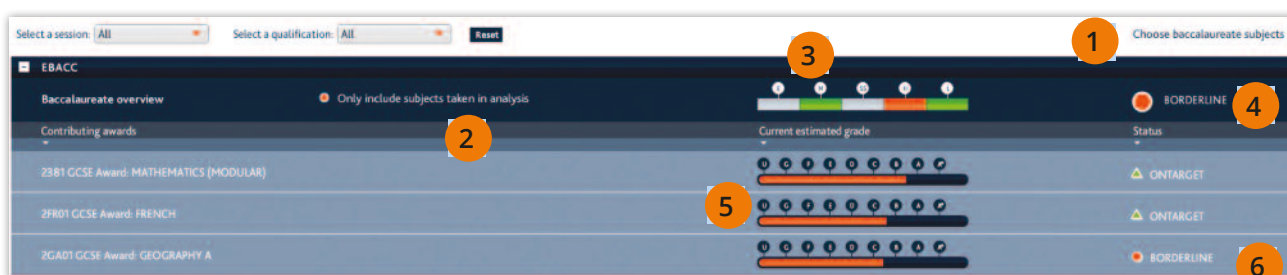 Select a session: All Select a qualification: All Reset 1 Choose baccalaureate subjects
3
EBACC
E M SS H L
Baccalaureate overview Only include subjects taken in analysis BORDERLINE 4
Contributing awards 2 Current estimated grade Status
U G F E D C B A A*
2381 GCSE Award: MATHEMATICS (MODULAR) ONTARGET
5 U G F E D C B A A*
2FR01 GCSE Award: FRENCH ONTARGET
U G F E D C B A A*
2GA01 GCSE Award: GEOGRAPHY A BORDERLINE 6